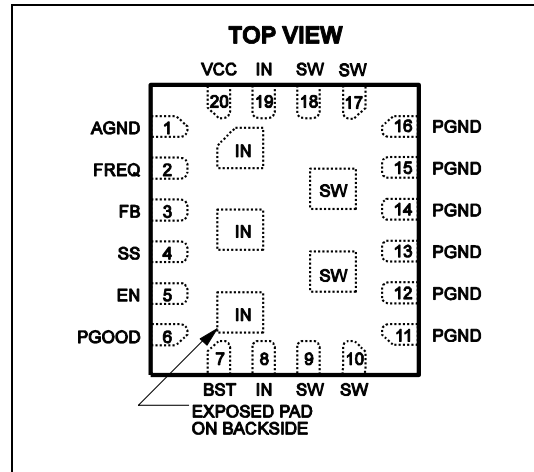 TOP VIEW
VCC IN SW SW
20 19 18 17
AGND 1 16 PGND
IN
FREQ 2 15 PGND
SW
FB 3 14 PGND
IN
SS 4 13 PGND
SW
EN 5 12 PGND
IN
PGOOD 6 11 PGND
7 8 9 10
BST IN SW SW
EXPOSED PAD
ON BACKSIDE